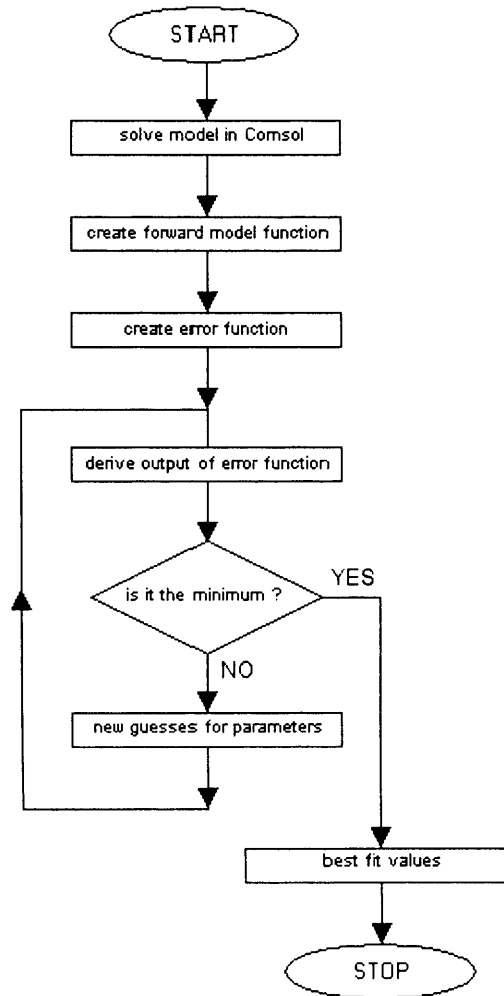 START
solve model in Comsol
create forward model function
create error function
derive output of error function
is it the minimum ?
YES
NO
new guesses for parameters
best fit values
STOP